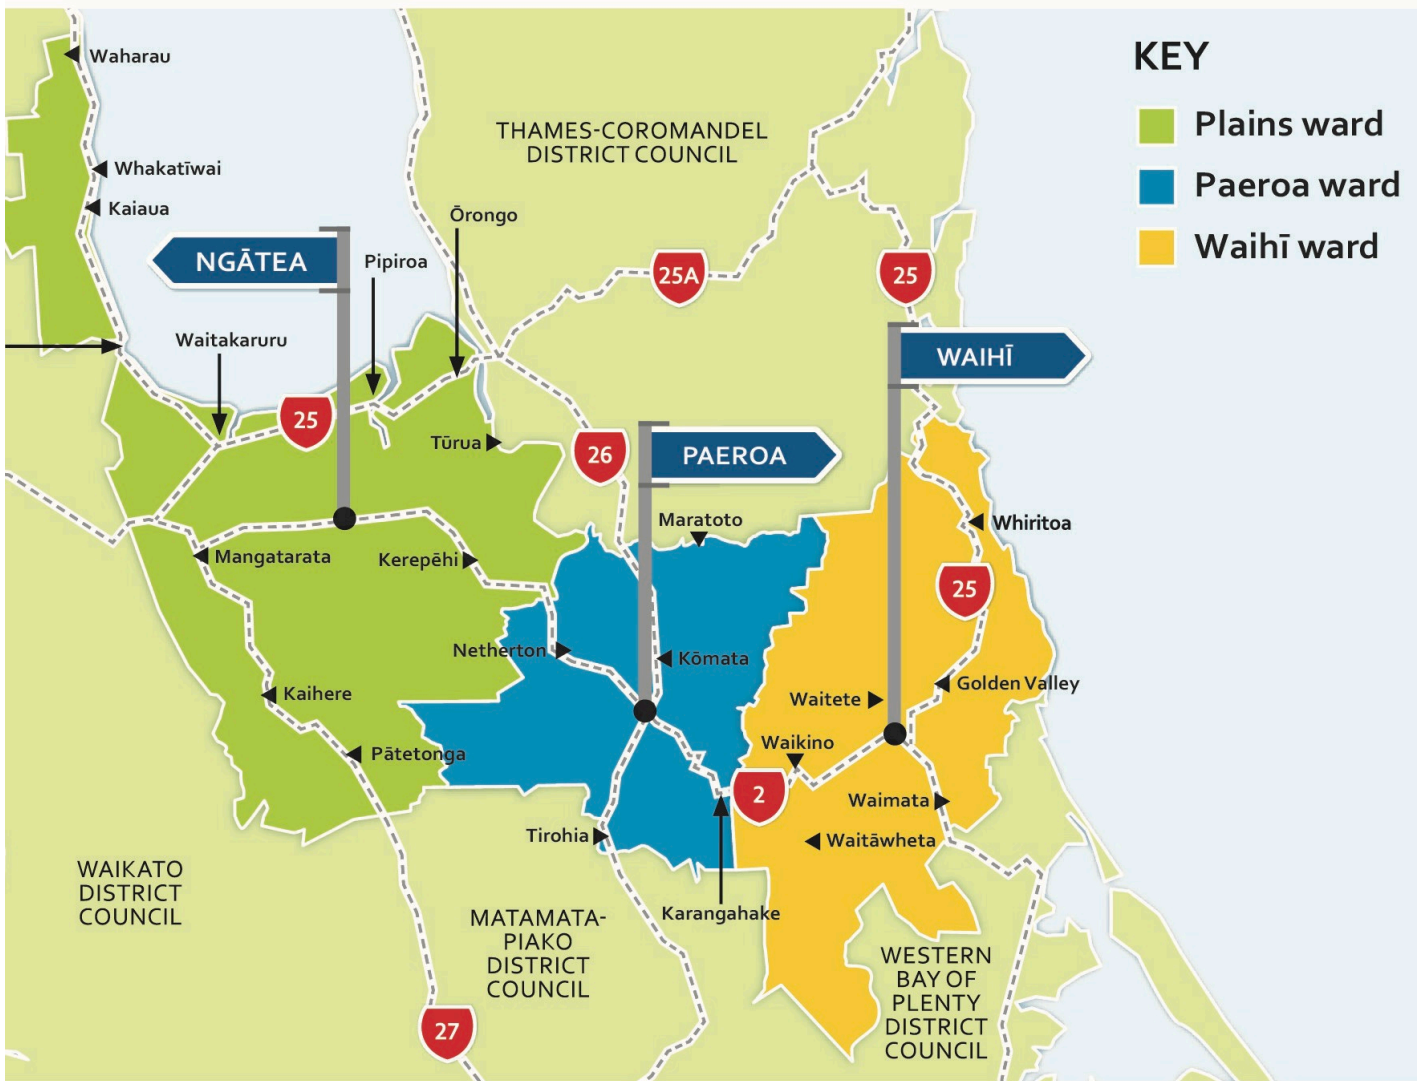 KEY
Plains ward
Paeroa ward
Waihī ward
Waharau
THAMES-COROMANDEL
DISTRICT COUNCIL
Whakatīwai
Kaiaua
Ōrongo
NGĀTEA
Pipiroa
25A
25
Waitakaruru
WAIHĪ
25
Tūrua
26
PAEROA
Maratoto
Whiritoa
Mangatarata
Kerepēhi
25
Netherton
Kōmata
Kaihere
Waitete
Golden Valley
Pātetonga
Waikino
2
Waimata
Tirohia
Waitāwheta
WAIKATO
DISTRICT
COUNCIL
Karangahake
MATAMATA-
PIAKO
DISTRICT
COUNCIL
WESTERN
BAY OF
PLENTY
DISTRICT
COUNCIL
27